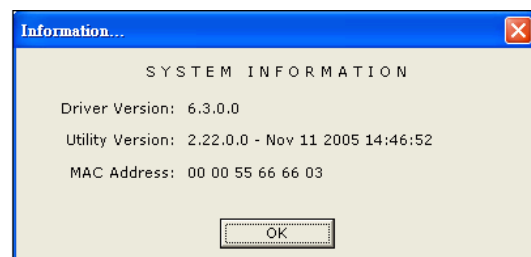 Information...
SYSTEM INFORMATION
Driver Version: 6.3.0.0
Utility Version: 2.22.0.0 - Nov 11 2005 14:46:52
MAC Address: 00 00 55 66 66 03
OK